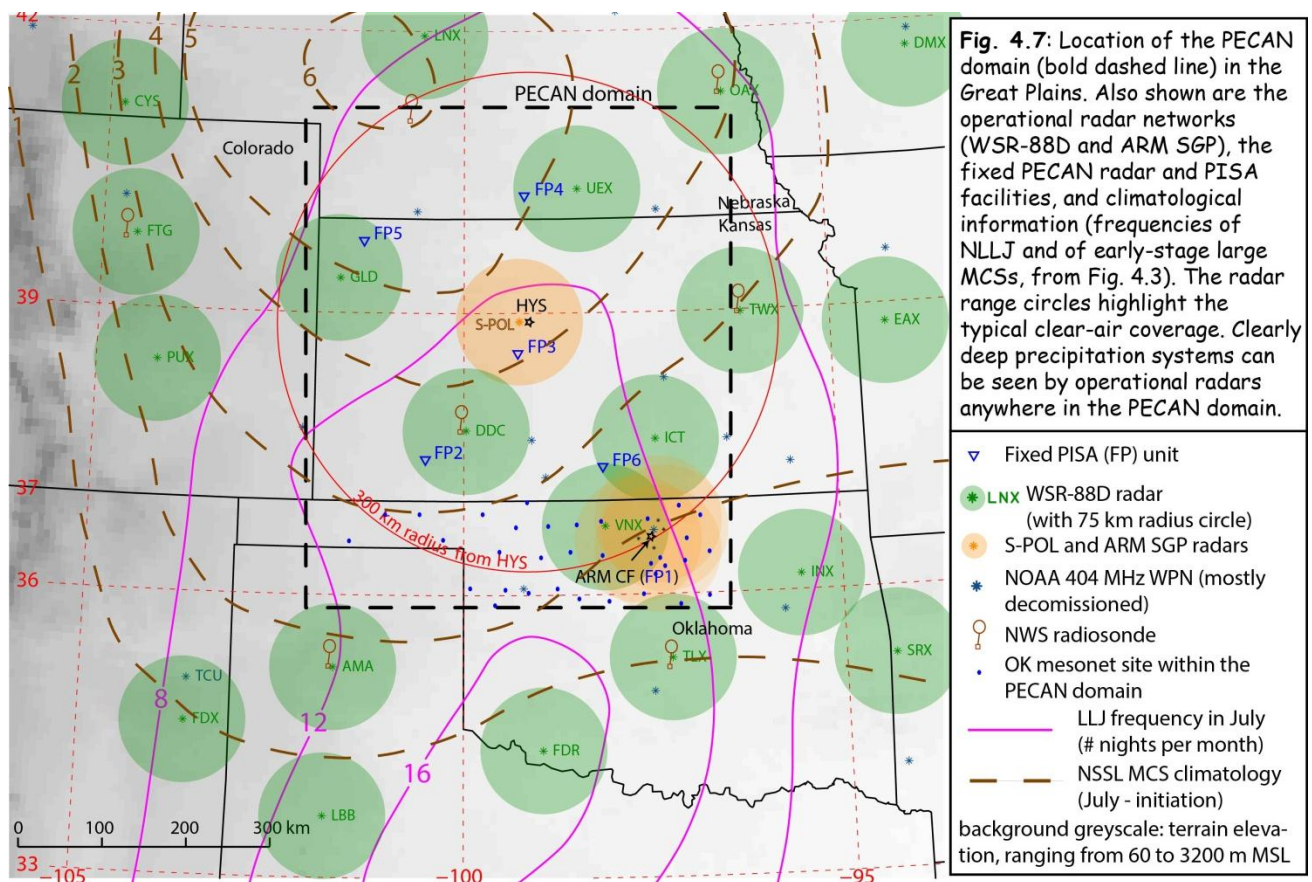 42
1
2
3
4
5
6
LNX
DMX
CYS
OAX
PECAN domain
Colorado
FP4
UEX
Nebraska
Kansas
FTG
FP5
GLD
39
HYS
S-POL
TWX
EAX
FP3
PUX
DDC
ICT
FP2
FP6
37
300 km radius from HYS
VNX
ARM CF (FP1)
INX
36
Oklahoma
TLX
SRX
AMA
TCU
8
FDX
12
16
FDR
LBB
0 100 200 300 km
33
-105
-100
-95
Fig. 4.7: Location of the PECAN
domain (bold dashed line) in the
Great Plains. Also shown are the
operational radar networks
(WSR-88D and ARM SGP), the
fixed PECAN radar and PISA
facilities, and climatological
information (frequencies of
NLLJ and of early-stage large
MCSs, from Fig. 4.3). The radar
range circles highlight the
typical clear-air coverage. Clearly
deep precipitation systems can
be seen by operational radars
anywhere in the PECAN domain.
Fixed PISA (FP) unit
LNX WSR-88D radar
(with 75 km radius circle)
S-POL and ARM SGP radars
NOAA 404 MHz WPN (mostly
decomissioned)
NWS radiosonde
OK mesonet site within the
PECAN domain
LLJ frequency in July
(# nights per month)
NSSL MCS climatology
(July - initiation)
background greyscale: terrain eleva-
tion, ranging from 60 to 3200 m MSL